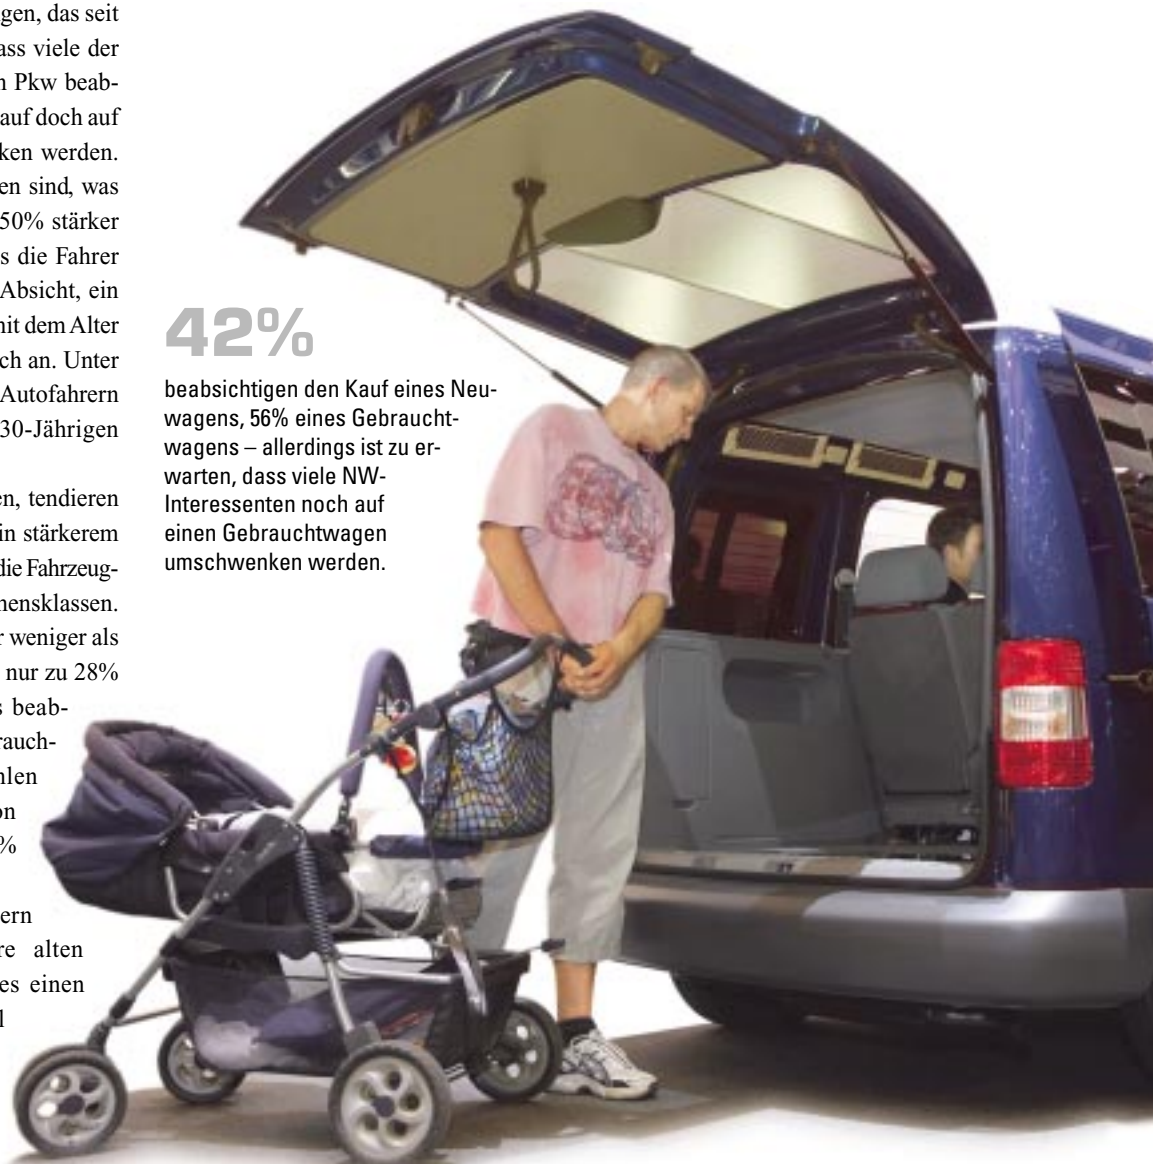 gen, das seit
ass viele der
n Pkw beab-
auf doch auf
ken werden.
en sind, was
50% stärker
s die Fahrer
Absicht, ein
mit dem Alter
ch an. Unter
Autofahrern
30-Jährigen
en, tendieren
in stärkerem
die Fahrzeug-
hensklassen.
r weniger als
nur zu 28%
s beab-
rauch-
hlen
on
%
ern
re alten
es einen
l
42%
beabsichtigen den Kauf eines Neu-
wagens, 56% eines Gebraucht-
wagens – allerdings ist zu er-
warten, dass viele NW-
Interessenten noch auf
einen Gebrauchtwagen
umschwenken werden.